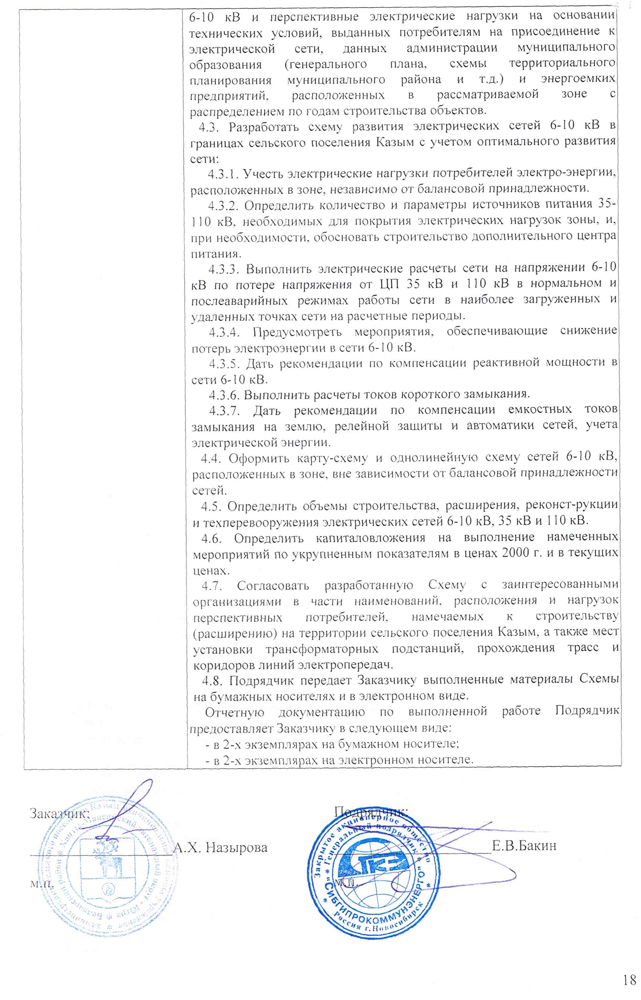 6-10 кВ и перспективные электрические нагрузки на основании
технических условий, выданных потребителям на присоединение к
электрической сети, данных администрации муниципального
образования (генерального плана, схемы территориального
планирования муниципального района и т.д.) и энергоемких
предприятий, расположенных в рассматриваемой зоне с
распределением по годам строительства объектов.
4.3. Разработать схему развития электрических сетей 6-10 кВ в
границах сельского поселения Казым с учетом оптимального развития
сети:
4.3.1. Учесть электрические нагрузки потребителей электро-энергии,
расположенных в зоне, независимо от балансовой принадлежности.
4.3.2. Определить количество и параметры источников питания 35-
110 кВ, необходимых для покрытия электрических нагрузок зоны, и,
при необходимости, обосновать строительство дополнительного центра
питания.
4.3.3. Выполнить электрические расчеты сети на напряжении 6-10
кВ по потере напряжения от ЦП 35 кВ и 110 кВ в нормальном и
послеаварийных режимах работы сети в наиболее загруженных и
удаленных точках сети на расчетные периоды.
4.3.4. Предусмотреть мероприятия, обеспечивающие снижение
потерь электроэнергии в сети 6-10 кВ.
4.3.5. Дать рекомендации по компенсации реактивной мощности в
сети 6-10 кВ.
4.3.6. Выполнить расчеты токов короткого замыкания.
4.3.7. Дать рекомендации по компенсации емкостных токов
замыкания на землю, релейной защиты и автоматики сетей, учета
электрической энергии.
4.4. Оформить карту-схему и однолинейную схему сетей 6-10 кВ,
расположенных в зоне, вне зависимости от балансовой принадлежности
сетей.
4.5. Определить объемы строительства, расширения, реконст-рукции
и техперевооружения электрических сетей 6-10 кВ, 35 кВ и 110 кВ.
4.6. Определить капиталовложения на выполнение намеченных
мероприятий по укрупненным показателям в ценах 2000 г. и в текущих
ценах.
4.7. Согласовать разработанную Схему с заинтересованными
организациями в части наименований, расположения и нагрузок
перспективных потребителей, намечаемых к строительству
(расширению) на территории сельского поселения Казым, а также мест
установки трансформаторных подстанций, прохождения трасс и
коридоров линий электропередач.
4.8. Подрядчик передает Заказчику выполненные материалы Схемы
на бумажных носителях и в электронном виде.
Отчетную документацию по выполненной работе Подрядчик
предоставляет Заказчику в следующем виде:
- в 2-х экземплярах на бумажном носителе;
- в 2-х экземплярах на электронном носителе.
Заказчик:
А.Х. Назырова
м.п.
Подрядчик:
Е.В.Бакин
м.п.
Закрытое акционерное общество
* Генеральный подрядчик *
ГКЭ
"СИБГИПРОКОММУНЭНЕРГО"
* Россия г.Новосибирск *
18